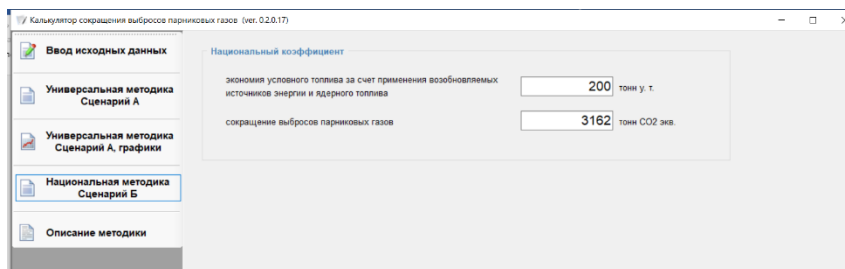 Калькулятор сокращения выбросов парниковых газов (ver. 0.2.0.17)
Ввод исходных данных
Универсальная методика
Сценарий А
Универсальная методика
Сценарий А, графики
Национальная методика
Сценарий Б
Описание методики
Национальный коэффициент
экономия условного топлива за счет применения возобновляемых
источников энергии и ядерного топлива
200 тонн у. т.
сокращение выбросов парниковых газов
3162 тонн CO2 экв.